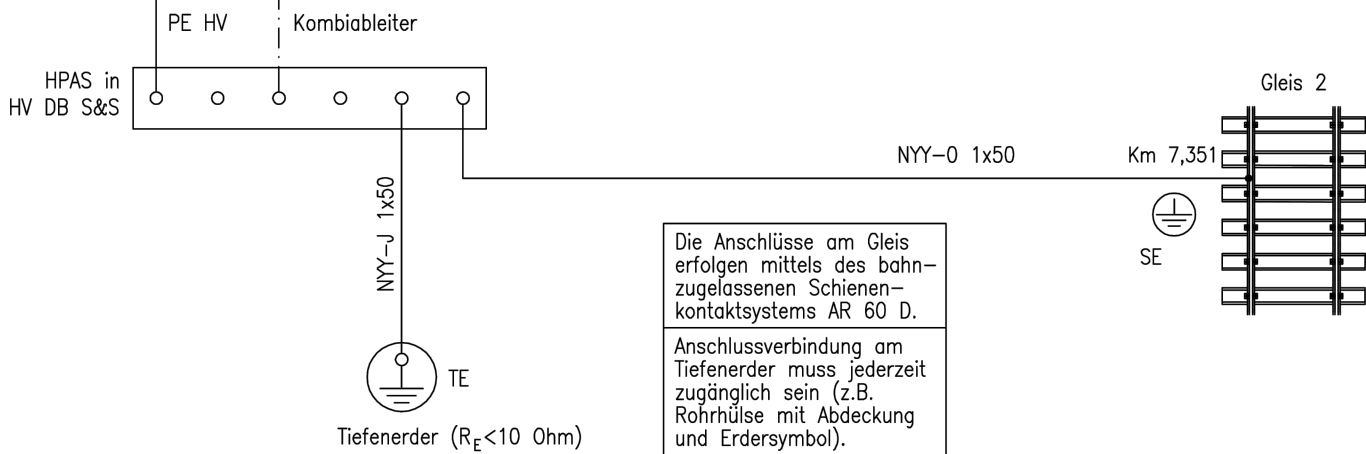 PE HV
Kombiableiter
HPAS in
HV DB S&S
Gleis 2
NYY-O 1x50
Km 7,351
NYY-J 1x50
SE
Die Anschlüsse am Gleis
erfolgen mittels des bahn-
zugelassenen Schienen-
kontaktsystems AR 60 D.
Anschlussverbindung am
Tiefenerder muss jederzeit
zugänglich sein (z.B.
Rohrhülse mit Abdeckung
und Erdersymbol).
TE
Tiefenerder (RE<10 Ohm)